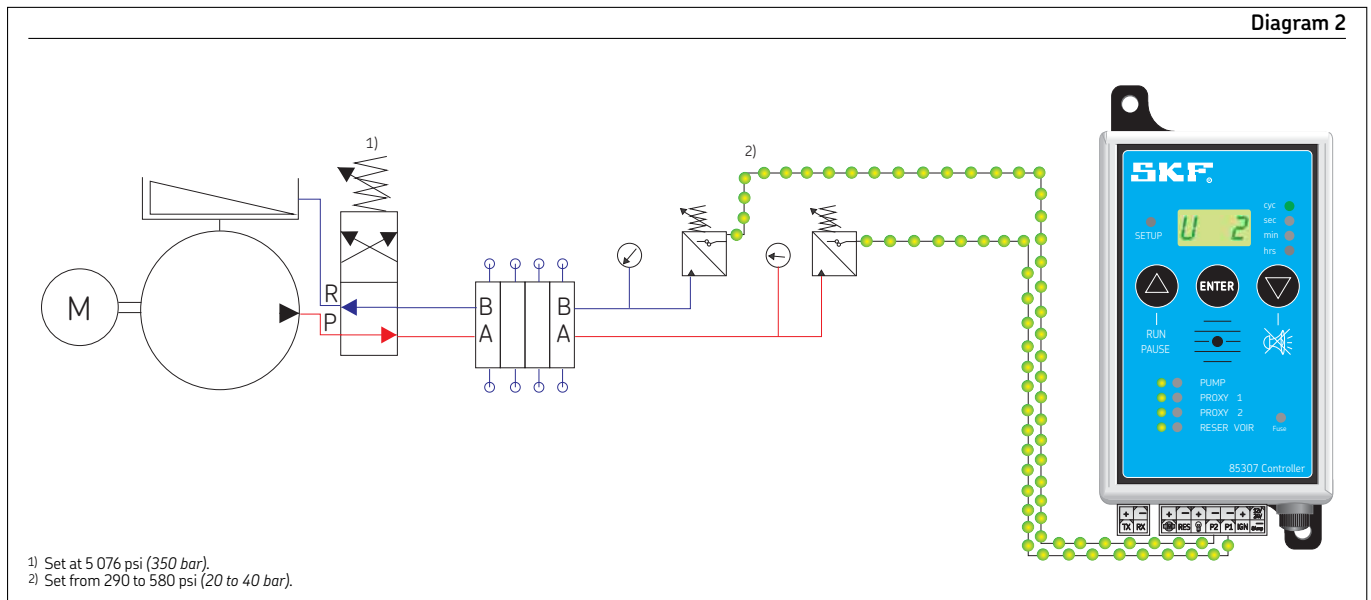 Diagram 2
1)
2)
M
R
P
B
A
B
A
SKF®
cyc
sec
min
hrs
SETUP
U 2
ENTER
RUN
PAUSE
PUMP
PROXY 1
PROXY 2
RESER VOIR
Fuse
85307 Controller
+ − + − + − − +
TX RX RES P2 P1 IGN
1) Set at 5 076 psi (350 bar).
2) Set from 290 to 580 psi (20 to 40 bar).